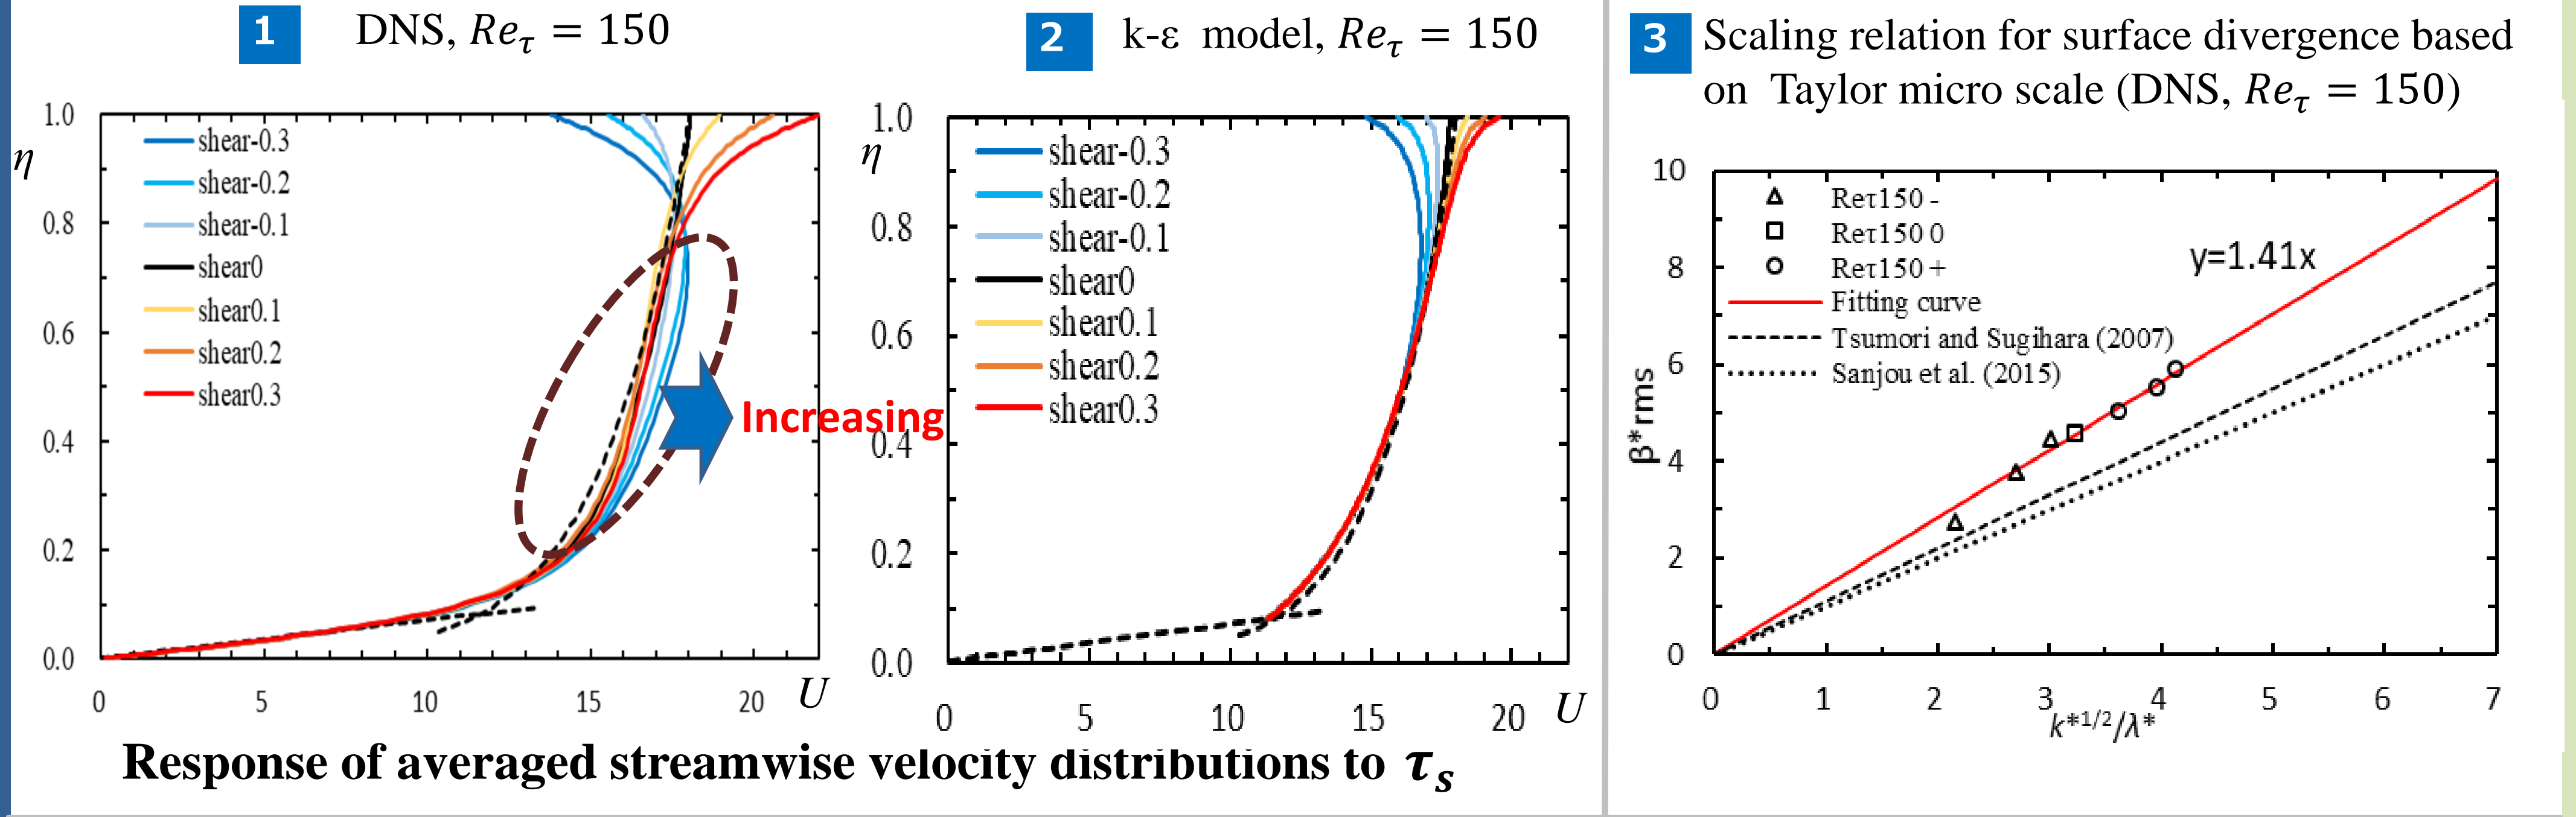 1 DNS, Re_τ = 150
1.0
η
0.8
0.6
0.4
0.2
0.0
shear-0.3
shear-0.2
shear-0.1
shear0
shear0.1
shear0.2
shear0.3
Increasing
0 5 10 15 20 U
2 k-ε model, Re_τ = 150
1.0
η
0.8
0.6
0.4
0.2
0.0
shear-0.3
shear-0.2
shear-0.1
shear0
shear0.1
shear0.2
shear0.3
0 5 10 15 20 U
Response of averaged streamwise velocity distributions to τ_s
3 Scaling relation for surface divergence based
on Taylor micro scale (DNS, Re_τ = 150)
10
8
6
4
2
0
β*rms
Reτ150 -
Reτ150 0
Reτ150 +
Fitting curve
Tsumori and Sugihara (2007)
Sanjou et al. (2015)
y=1.41x
0 1 2 3 4 5 6 7
k*^1/2/λ*